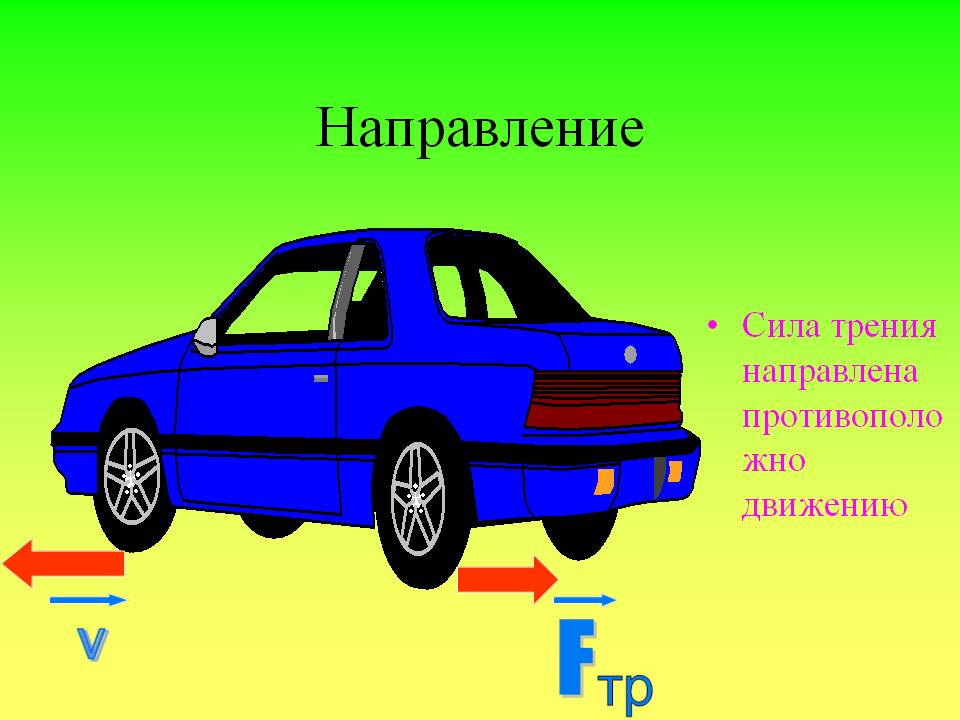 Направление
• Сила трения
направлена
противополо
жно
движению
v
Fтр